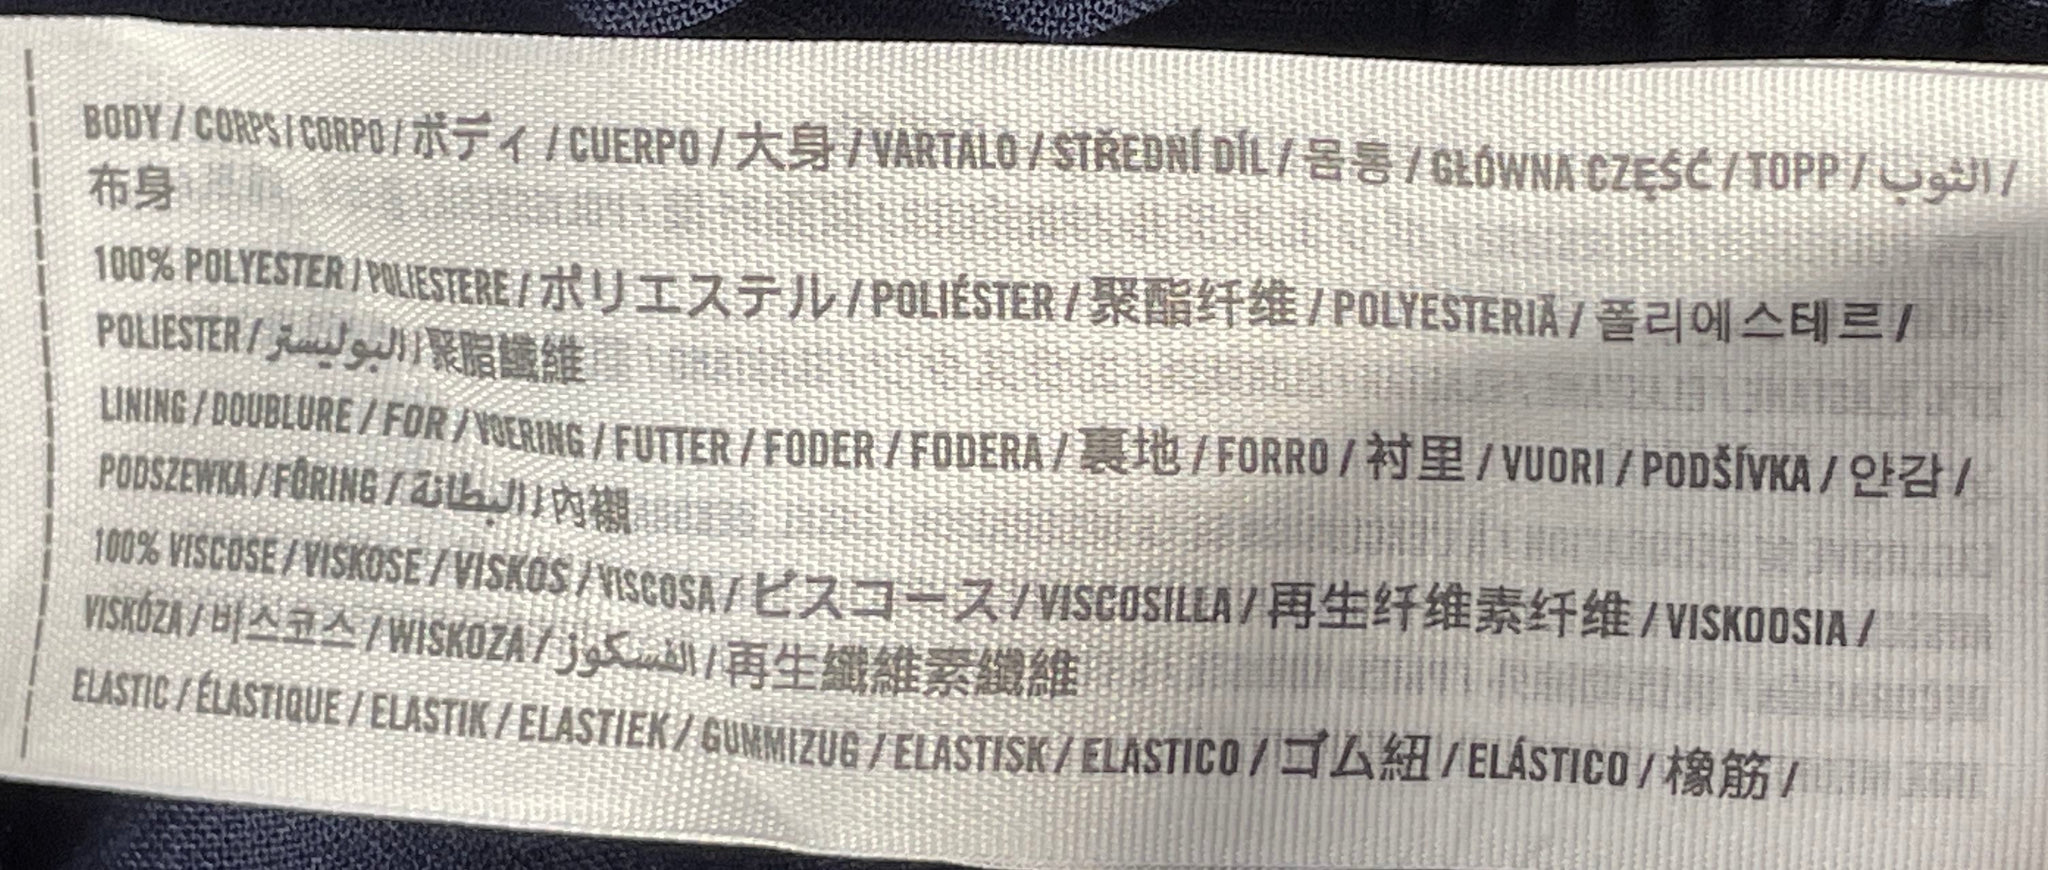 BODY / CORPS / CORPO / ボディ / CUERPO / 大身 / VARTALO / STŘEDNÍ DÍL / 몸통 / GŁÓWNA CZĘŚĆ / TOPP / الثوب /
布身
100% POLYESTER / POLIESTERE / ポリエステル / POLIÉSTER / 聚酯纤维 / POLYESTERIÄ / 폴리에스테르 /
POLIESTER / البوليستر / 聚脂纖維
LINING / DOUBLURE / FOR / VOERING / FUTTER / FODER / FODERA / 裏地 / FORRO / 衬里 / VUORI / PODŠÍVKA / 안감 /
PODSZEWKA / FÔRING / البطانة / 內襯
100% VISCOSE / VISKOSE / VISKOS / VISCOSA / ビスコース / VISCOSILLA / 再生纤维素纤维 / VISKOOSIA /
VISKÓZA / 비스코스 / WISKOZA / الفسكوز / 再生纖維素纖維
ELASTIC / ÉLASTIQUE / ELASTIK / ELASTIEK / GUMMIZUG / ELASTISK / ELASTICO / ゴム紐 / ELÁSTICO / 橡筋 /